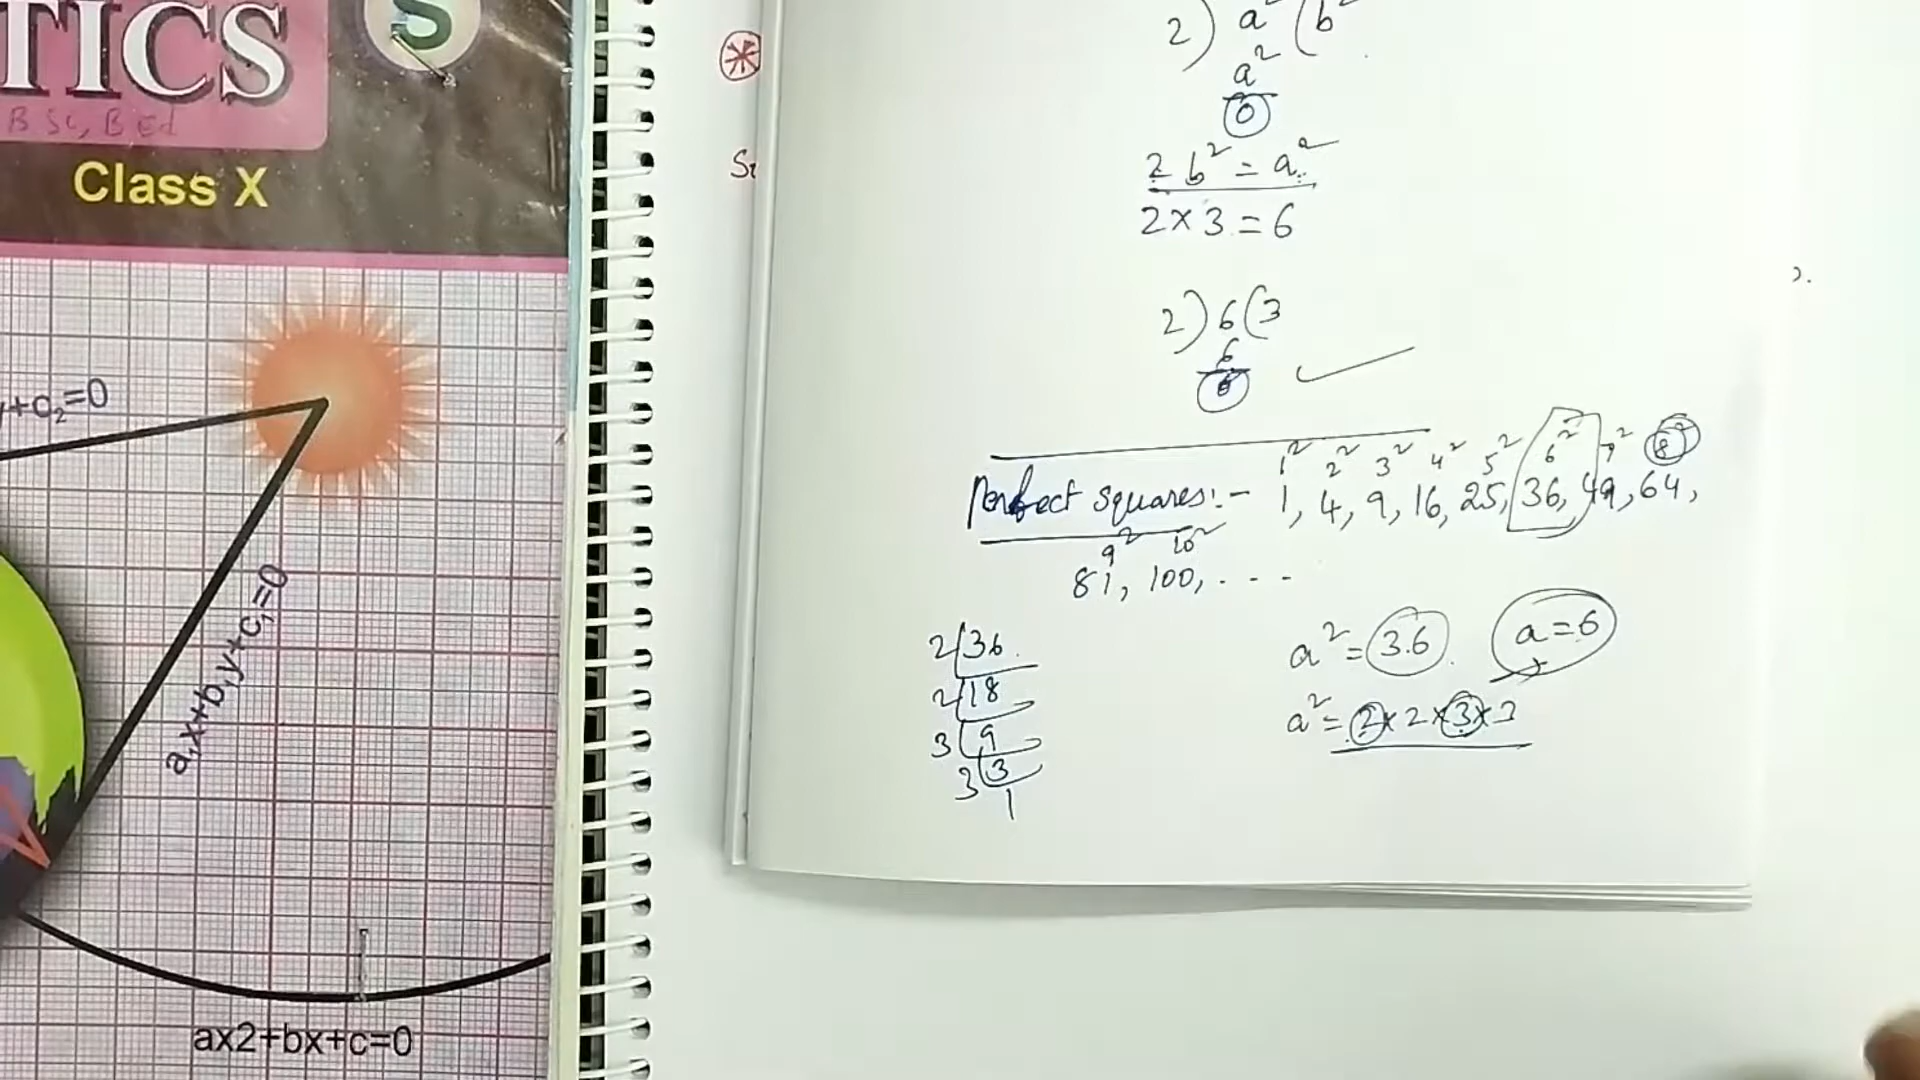 TICS
S
B Sc, B Ed
Class X
+c₂=0
a₁x+b₁y+c₁=0
ax2+bx+c=0
2) a² (b²
a²
0
2b² = a²
2 × 3 = 6
2) 6 (3
6
0
1² 2² 3² 4² 5² 6² 7² 8²
Perfect squares:- 1, 4, 9, 16, 25, 36, 49, 64,
9² 10²
81, 100, . - - -
2 36
2 18
3 9
3 3
1
a² = 36 a = 6
a² = 2 × 2 × 3 × 3